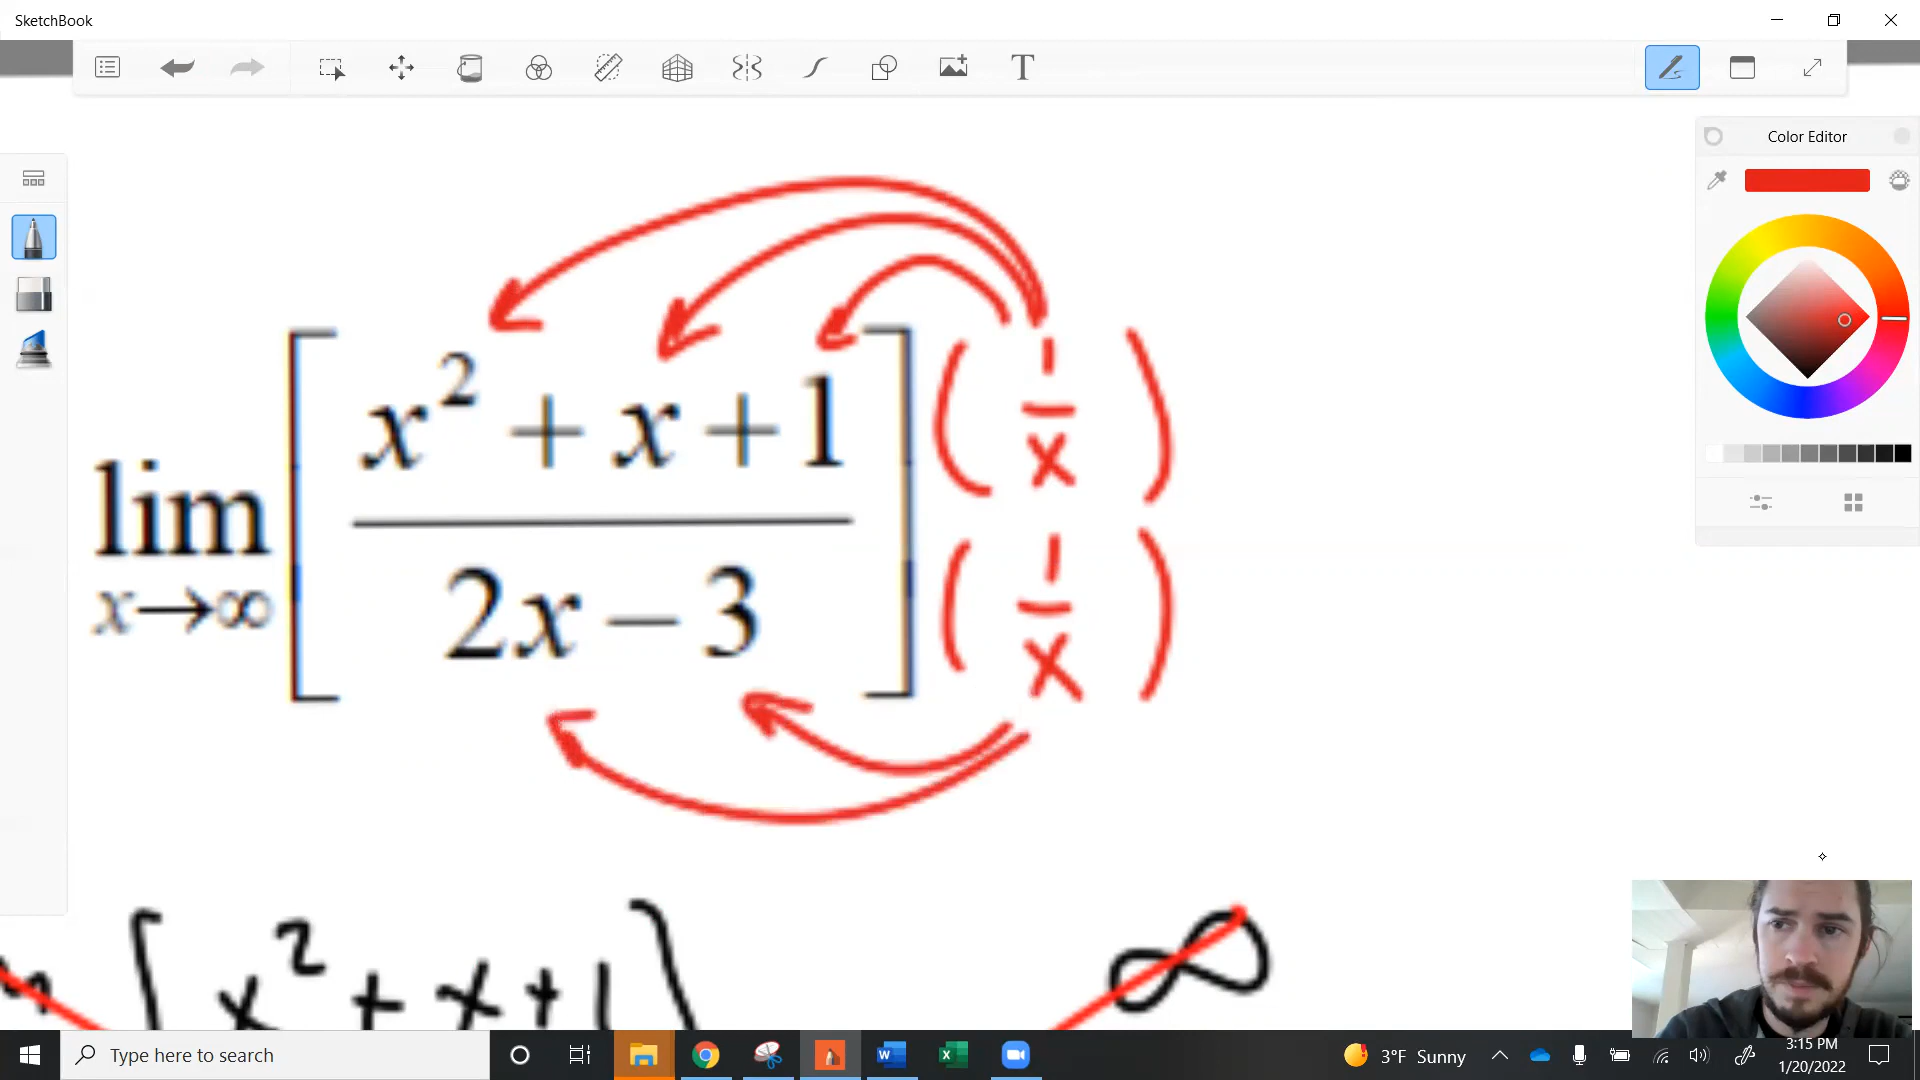 SketchBook
T
Color Editor
x² + x + 1
lim
x→∞
2x − 3
( 1/x )
( 1/x )
[x² + x + 1)
∞
Type here to search
3°F Sunny
3:15 PM
1/20/2022